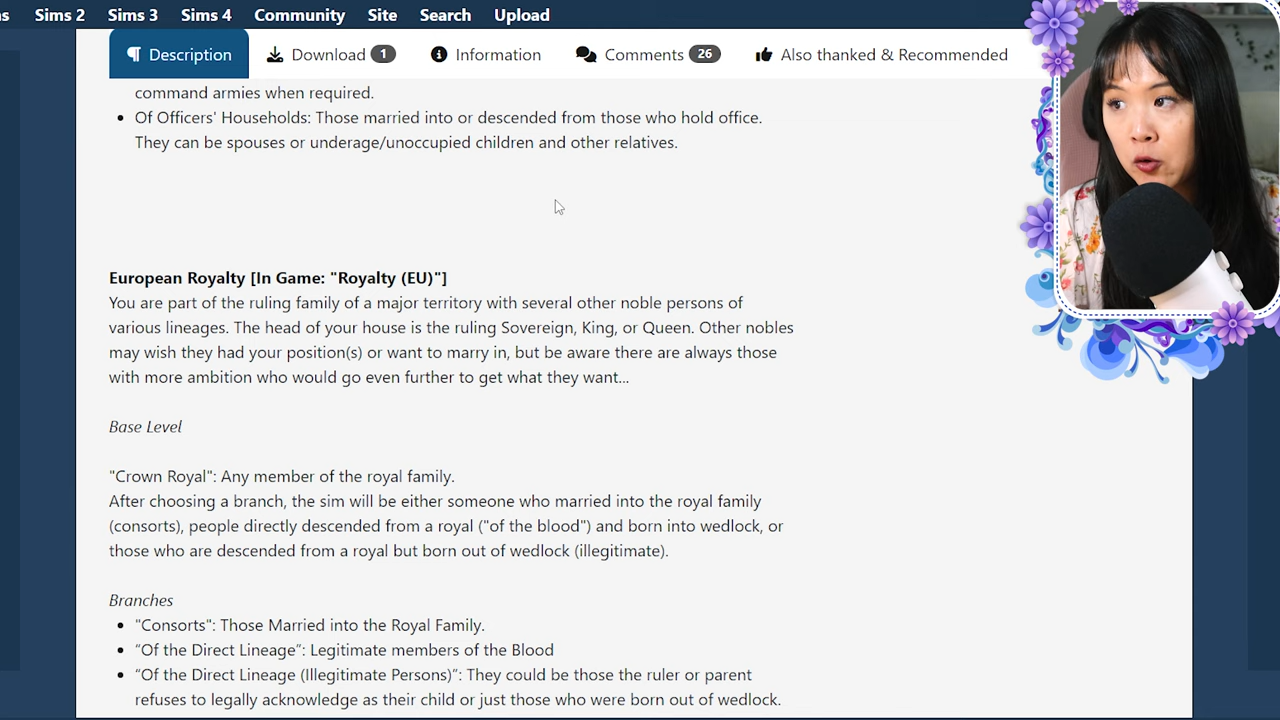 Sims 2 Sims 3 Sims 4 Community Site Search Upload
¶ Description Download 1 Information Comments 26 Also thanked & Recommended
command armies when required.
• Of Officers' Households: Those married into or descended from those who hold office.
They can be spouses or underage/unoccupied children and other relatives.
European Royalty [In Game: "Royalty (EU)"]
You are part of the ruling family of a major territory with several other noble persons of
various lineages. The head of your house is the ruling Sovereign, King, or Queen. Other nobles
may wish they had your position(s) or want to marry in, but be aware there are always those
with more ambition who would go even further to get what they want...
Base Level
"Crown Royal": Any member of the royal family.
After choosing a branch, the sim will be either someone who married into the royal family
(consorts), people directly descended from a royal ("of the blood") and born into wedlock, or
those who are descended from a royal but born out of wedlock (illegitimate).
Branches
• "Consorts": Those Married into the Royal Family.
• “Of the Direct Lineage”: Legitimate members of the Blood
• “Of the Direct Lineage (Illegitimate Persons)”: They could be those the ruler or parent
refuses to legally acknowledge as their child or just those who were born out of wedlock.